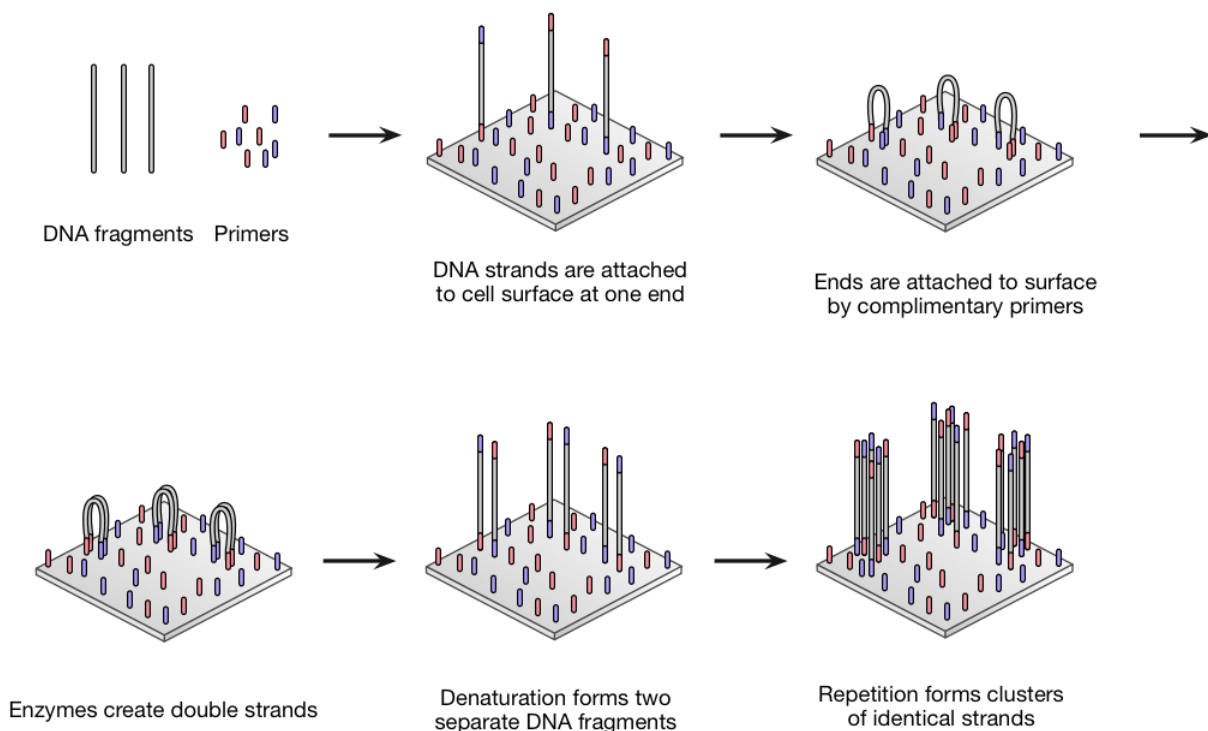 DNA fragments
Primers
DNA strands are attached
to cell surface at one end
Ends are attached to surface
by complimentary primers
Enzymes create double strands
Denaturation forms two
separate DNA fragments
Repetition forms clusters
of identical strands